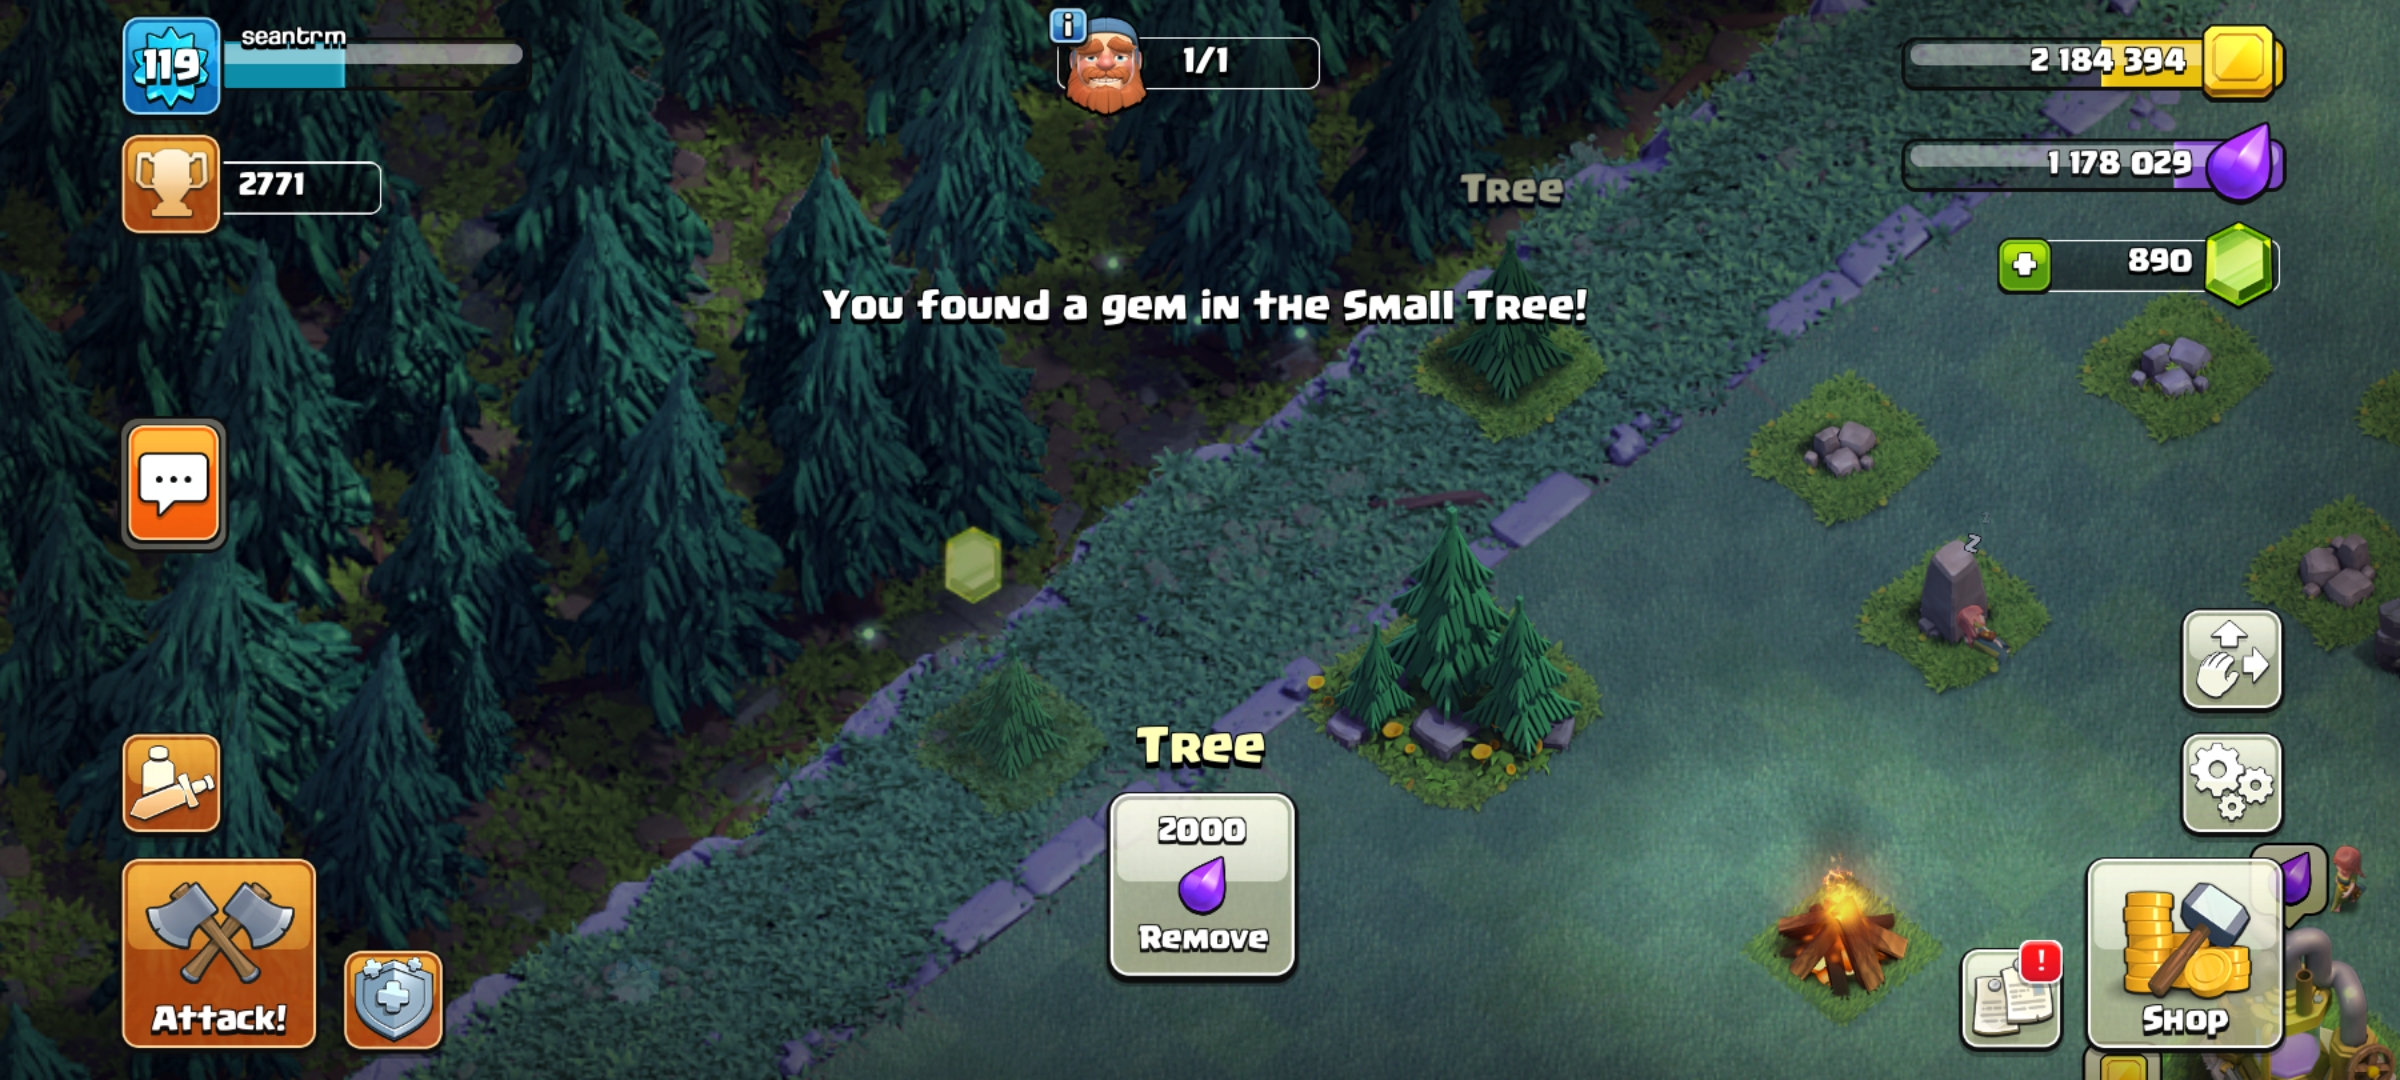 119
seantrm
1/1
2 184 394
2771
1 178 029
Tree
890
You found a gem in the Small Tree!
z
z
Tree
2000
Remove
Attack!
!
Shop